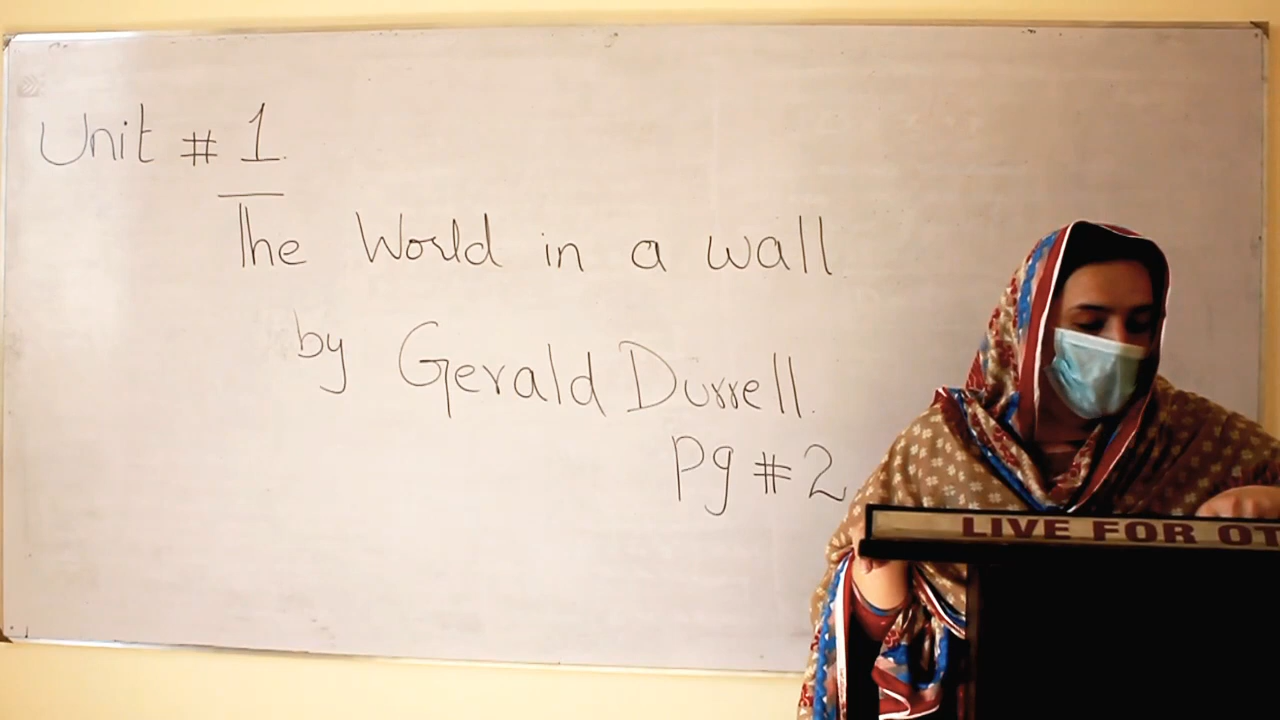 Unit # 1
The World in a wall
by Gerald Durrell.
Pg # 2
LIVE FOR OT